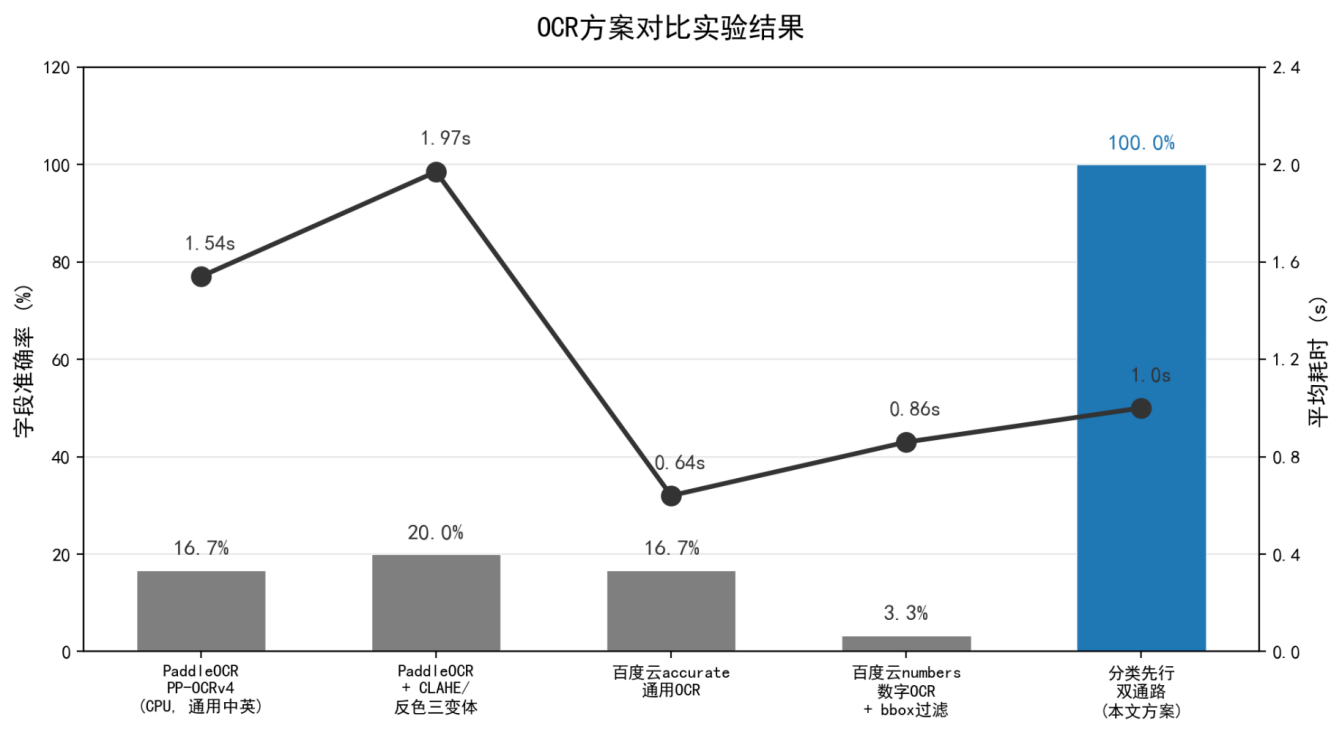 OCR方案对比实验结果
字段准确率 (%)
120
100
80
60
40
20
0
1.54s
1.97s
0.64s
0.86s
1.0s
16.7%
20.0%
16.7%
3.3%
100.0%
2.4
2.0
1.6
1.2
0.8
0.4
0.0
平均耗时 (s)
PaddleOCR
PP-OCRv4
(CPU, 通用中英)
PaddleOCR
+ CLAHE/
反色三变体
百度云accurate
通用OCR
百度云numbers
数字OCR
+ bbox过滤
分类先行
双通路
(本文方案)